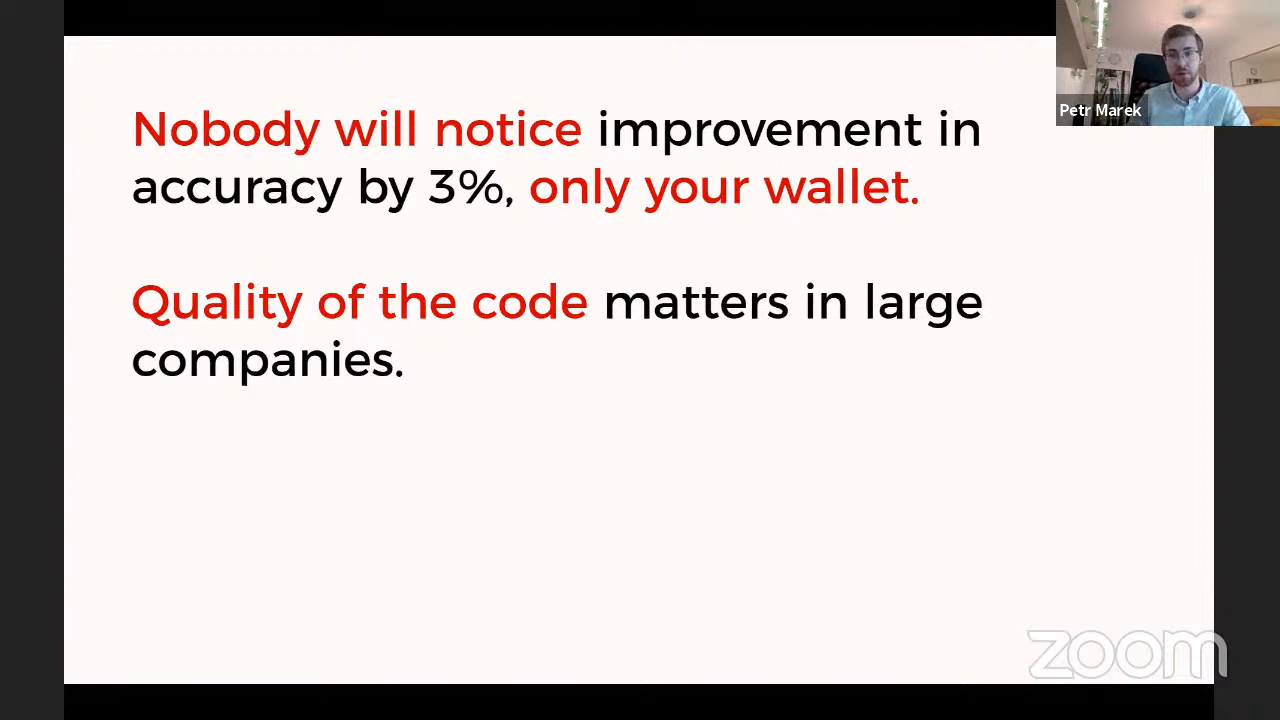 Petr Marek
Nobody will notice improvement in
accuracy by 3%, only your wallet.
Quality of the code matters in large
companies.
zoom